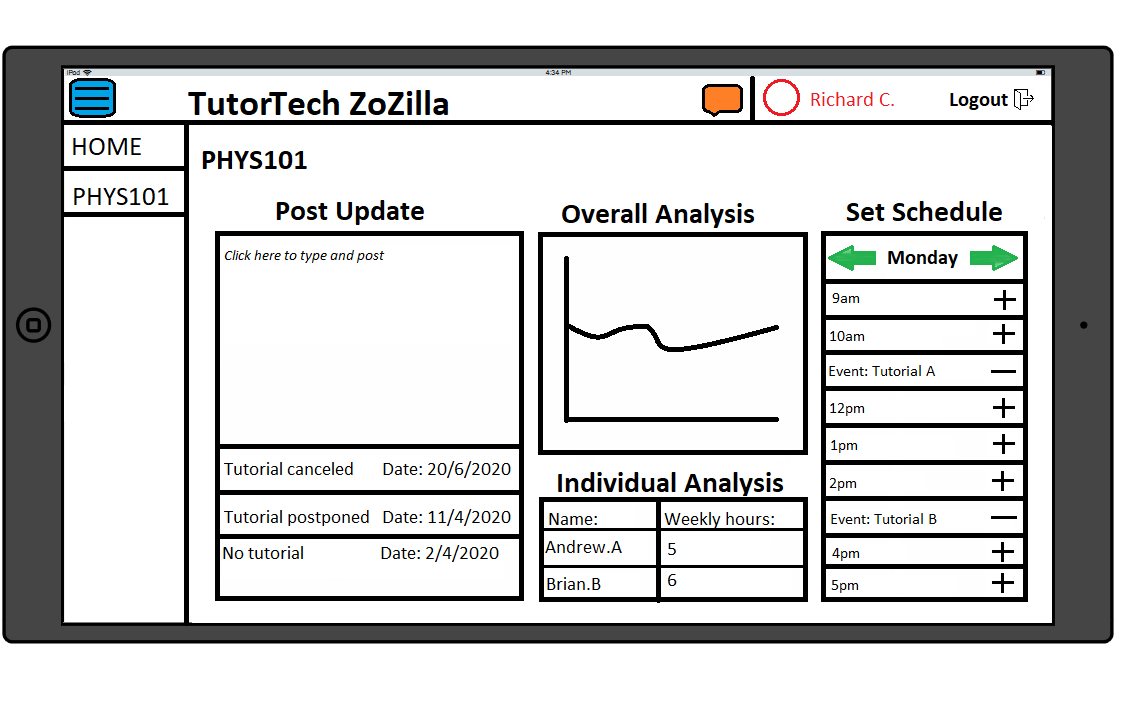 iPod 4:34 PM
TutorTech ZoZilla Richard C. Logout
HOME
PHYS101
PHYS101
Post Update
Click here to type and post
Tutorial canceled Date: 20/6/2020
Tutorial postponed Date: 11/4/2020
No tutorial Date: 2/4/2020
Overall Analysis
Individual Analysis
Name: Weekly hours:
Andrew.A 5
Brian.B 6
Set Schedule
Monday
9am
10am
Event: Tutorial A
12pm
1pm
2pm
Event: Tutorial B
4pm
5pm